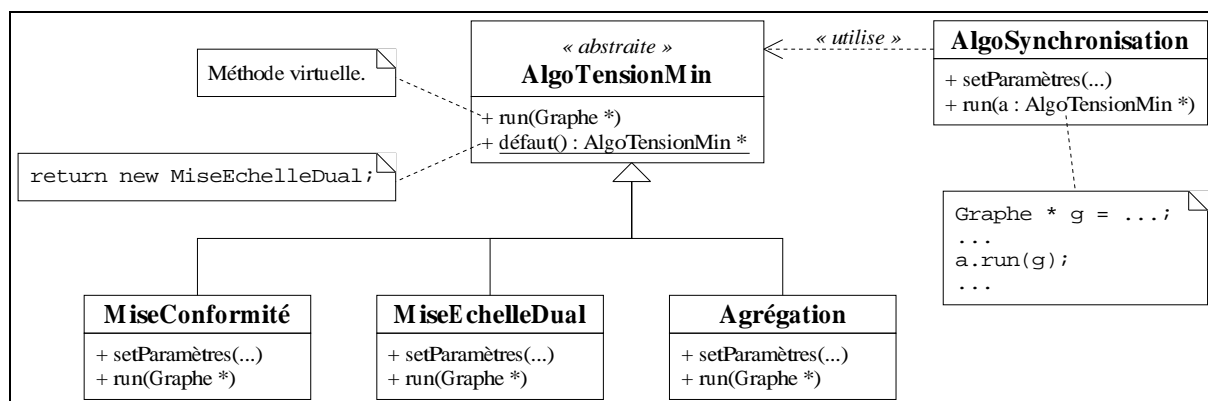 « abstraite »
AlgoTensionMin
+ run(Graphe *)
+ défaut() : AlgoTensionMin *
Méthode virtuelle.
return new MiseEchelleDual;
« utilise »
AlgoSynchronisation
+ setParamètres(...)
+ run(a : AlgoTensionMin *)
Graphe * g = ...;
...
a.run(g);
...
MiseConformité
+ setParamètres(...)
+ run(Graphe *)
MiseEchelleDual
+ setParamètres(...)
+ run(Graphe *)
Agrégation
+ setParamètres(...)
+ run(Graphe *)